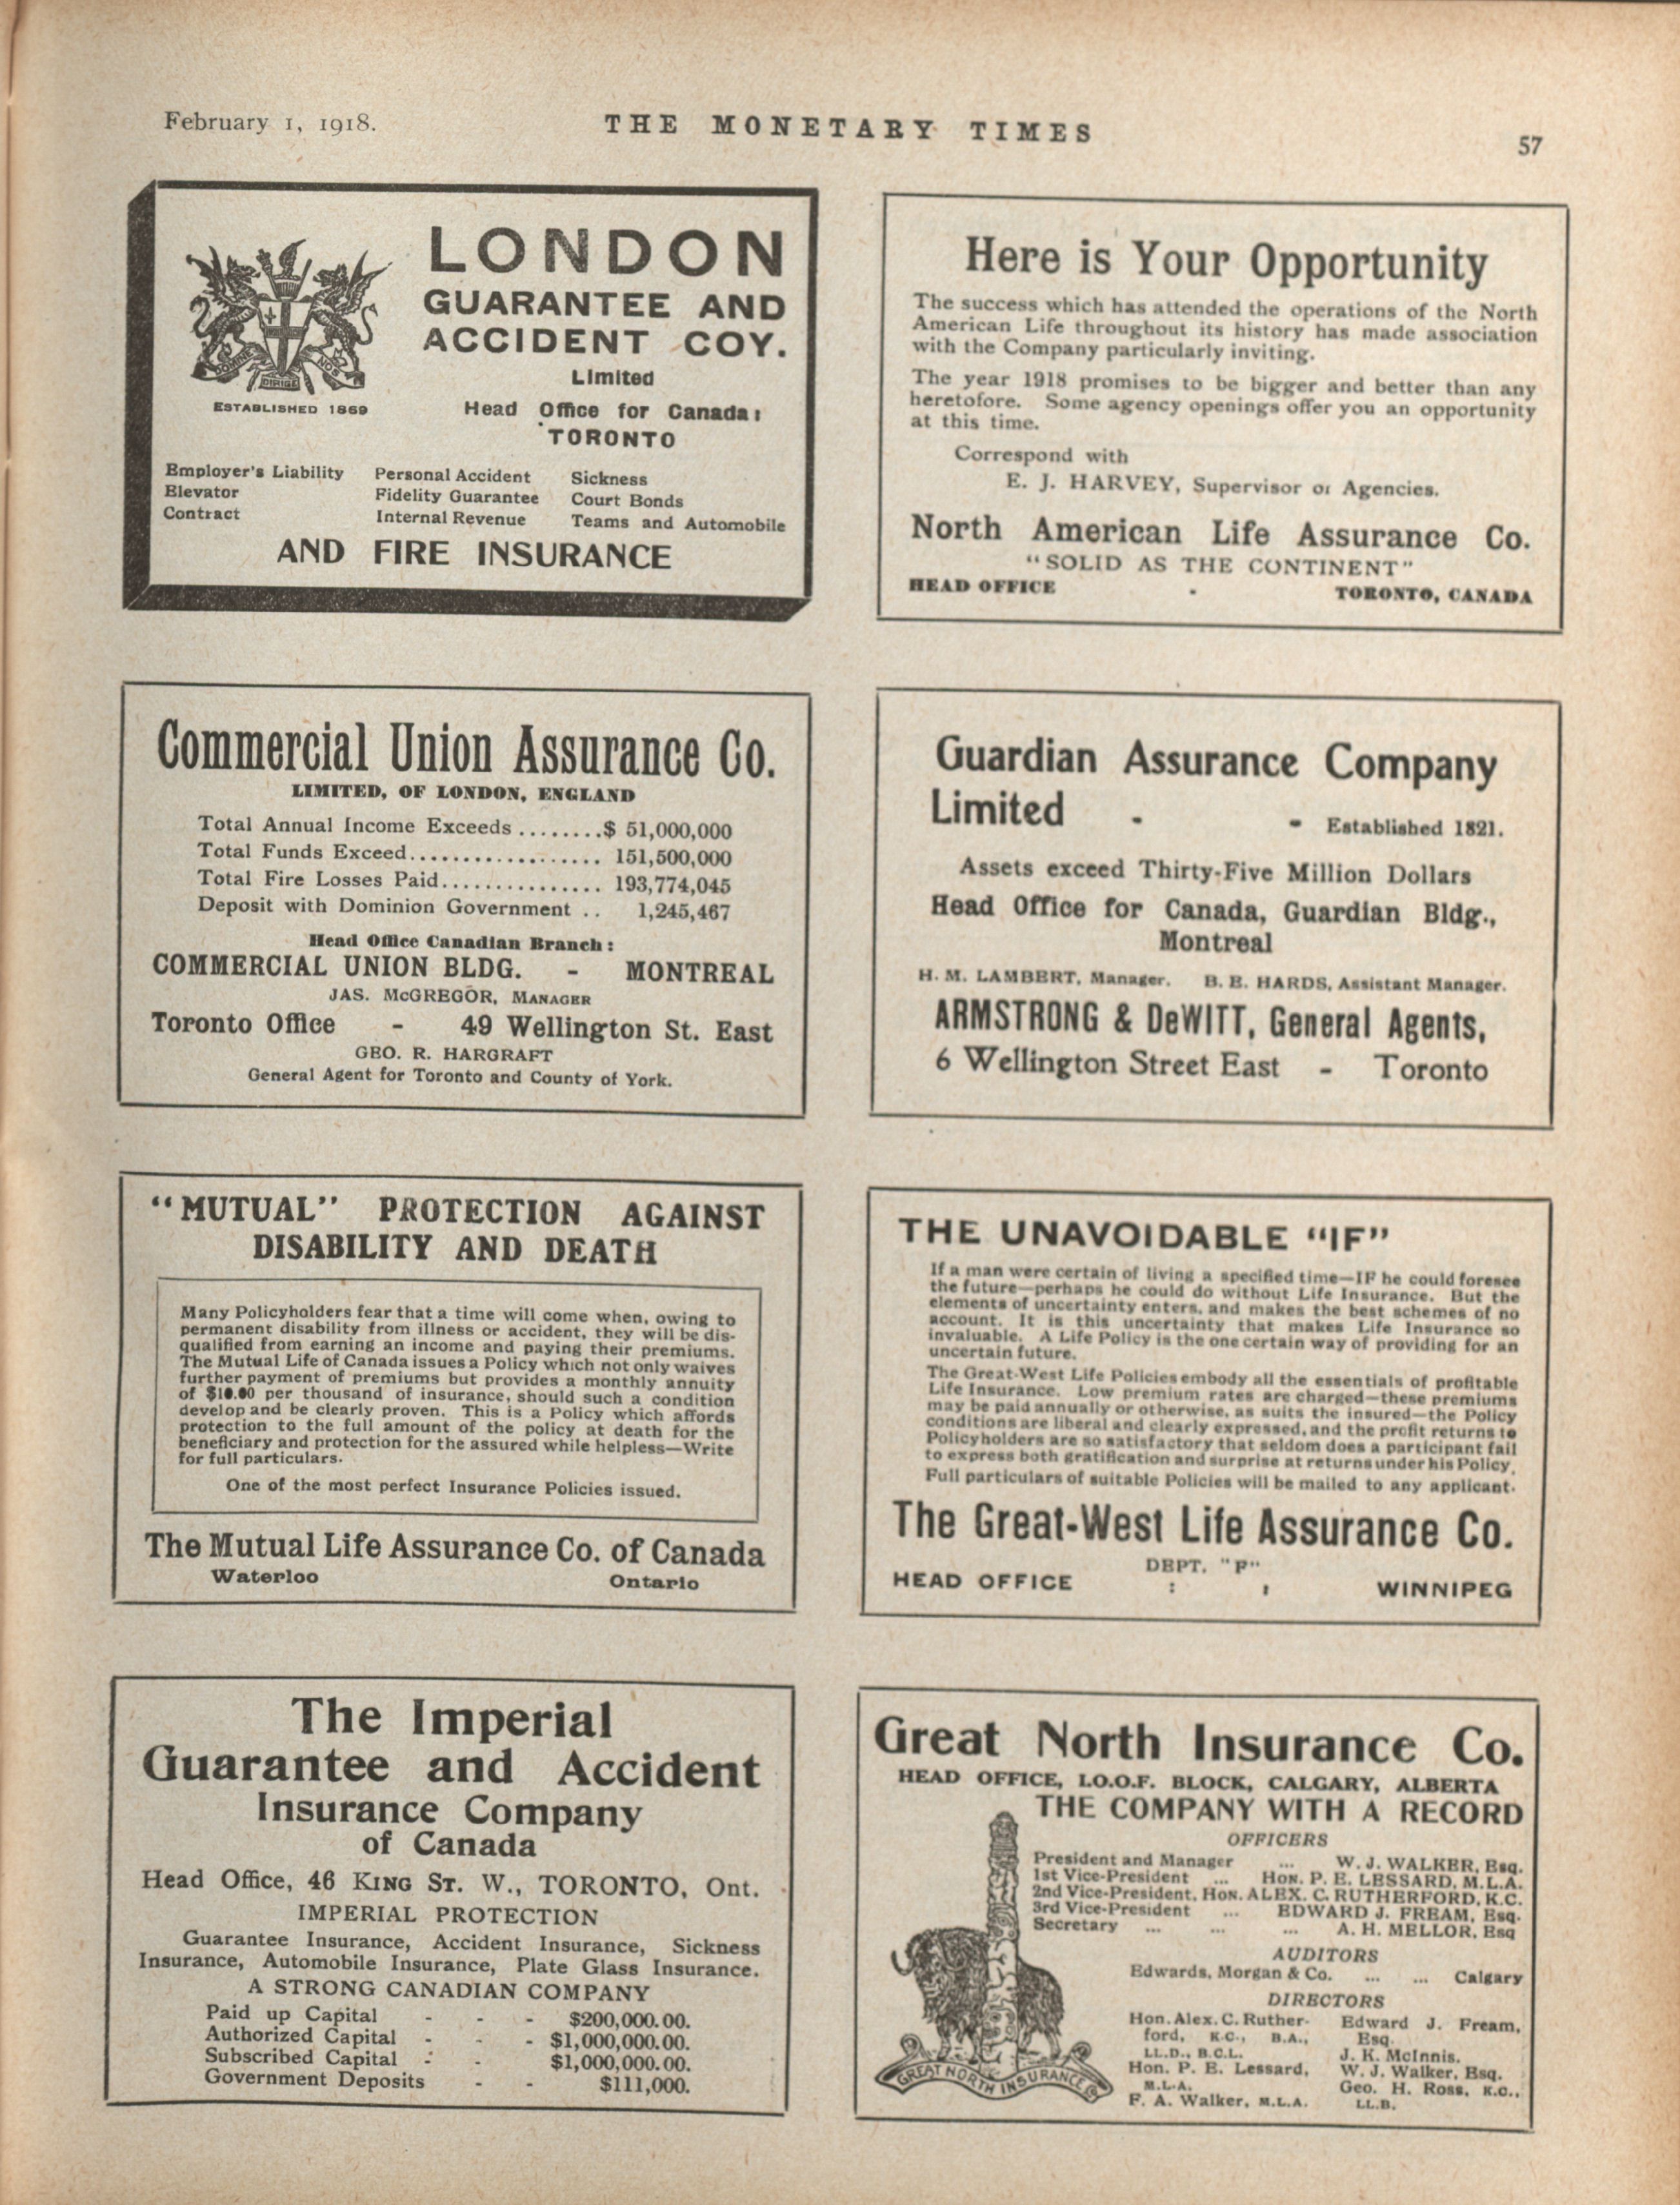 February 1, 1918.
THE MONETARY TIMES
57
LONDON
GUARANTEE AND
ACCIDENT COY.
Limited
DOMINE DIRIGE NOS
ESTABLISHED 1869
Head Office for Canada:
TORONTO
Employer's Liability Personal Accident Sickness
Elevator Fidelity Guarantee Court Bonds
Contract Internal Revenue Teams and Automobile
AND FIRE INSURANCE
Here is Your Opportunity
The success which has attended the operations of the North
American Life throughout its history has made association
with the Company particularly inviting.
The year 1918 promises to be bigger and better than any
heretofore. Some agency openings offer you an opportunity
at this time.
Correspond with
E. J. HARVEY, Supervisor of Agencies.
North American Life Assurance Co.
"SOLID AS THE CONTINENT"
HEAD OFFICE - TORONTO, CANADA
Commercial Union Assurance Co.
LIMITED, OF LONDON, ENGLAND
Total Annual Income Exceeds ........$ 51,000,000
Total Funds Exceed.................. 151,500,000
Total Fire Losses Paid............... 193,774,045
Deposit with Dominion Government .. 1,245,467
Head Office Canadian Branch:
COMMERCIAL UNION BLDG. - MONTREAL
JAS. McGREGOR, MANAGER
Toronto Office - 49 Wellington St. East
GEO. R. HARGRAFT
General Agent for Toronto and County of York.
Guardian Assurance Company
Limited - - Established 1821.
Assets exceed Thirty-Five Million Dollars
Head Office for Canada, Guardian Bldg.,
Montreal
H. M. LAMBERT, Manager. B. E. HARDS, Assistant Manager.
ARMSTRONG & DeWITT, General Agents,
6 Wellington Street East - Toronto
"MUTUAL" PROTECTION AGAINST
DISABILITY AND DEATH
Many Policyholders fear that a time will come when, owing to
permanent disability from illness or accident, they will be dis-
qualified from earning an income and paying their premiums.
The Mutual Life of Canada issues a Policy which not only waives
further payment of premiums but provides a monthly annuity
of $10.00 per thousand of insurance, should such a condition
develop and be clearly proven. This is a Policy which affords
protection to the full amount of the policy at death for the
beneficiary and protection for the assured while helpless—Write
for full particulars.
One of the most perfect Insurance Policies issued.
The Mutual Life Assurance Co. of Canada
Waterloo Ontario
THE UNAVOIDABLE "IF"
If a man were certain of living a specified time—IF he could foresee
the future—perhaps he could do without Life Insurance. But the
elements of uncertainty enters, and makes the best schemes of no
account. It is this uncertainty that makes Life Insurance so
invaluable. A Life Policy is the one certain way of providing for an
uncertain future.
The Great-West Life Policies embody all the essentials of profitable
Life Insurance. Low premium rates are charged—these premiums
may be paid annually or otherwise, as suits the insured—the Policy
conditions are liberal and clearly expressed, and the profit returns to
Policyholders are so satisfactory that seldom does a participant fail
to express both gratification and surprise at returns under his Policy.
Full particulars of suitable Policies will be mailed to any applicant.
The Great-West Life Assurance Co.
DEPT. "F"
HEAD OFFICE : : WINNIPEG
The Imperial
Guarantee and Accident
Insurance Company
of Canada
Head Office, 46 KING ST. W., TORONTO, Ont.
IMPERIAL PROTECTION
Guarantee Insurance, Accident Insurance, Sickness
Insurance, Automobile Insurance, Plate Glass Insurance.
A STRONG CANADIAN COMPANY
Paid up Capital - - - $200,000.00.
Authorized Capital - - - $1,000,000.00.
Subscribed Capital - - $1,000,000.00.
Government Deposits - - $111,000.
Great North Insurance Co.
HEAD OFFICE, I.O.O.F. BLOCK, CALGARY, ALBERTA
THE COMPANY WITH A RECORD
OFFICERS
President and Manager ... W. J. WALKER, Esq.
1st Vice-President ... HON. P. E. LESSARD, M.L.A.
2nd Vice-President, HON. ALEX. C. RUTHERFORD, K.C.
3rd Vice-President ... EDWARD J. FREAM, Esq.
Secretary ... ... ... A. H. MELLOR, Esq
AUDITORS
Edwards, Morgan & Co. ... ... Calgary
DIRECTORS
Hon. Alex. C. Ruther- Edward J. Fream,
ford, K.C., B.A., Esq.
LL.D., B.C.L. J. K. McInnis.
Hon. P. E. Lessard, W. J. Walker, Esq.
M.L.A. Geo. H. Ross, K.C.,
F. A. Walker, M.L.A. LL.B.
GREAT NORTH INSURANCE Co